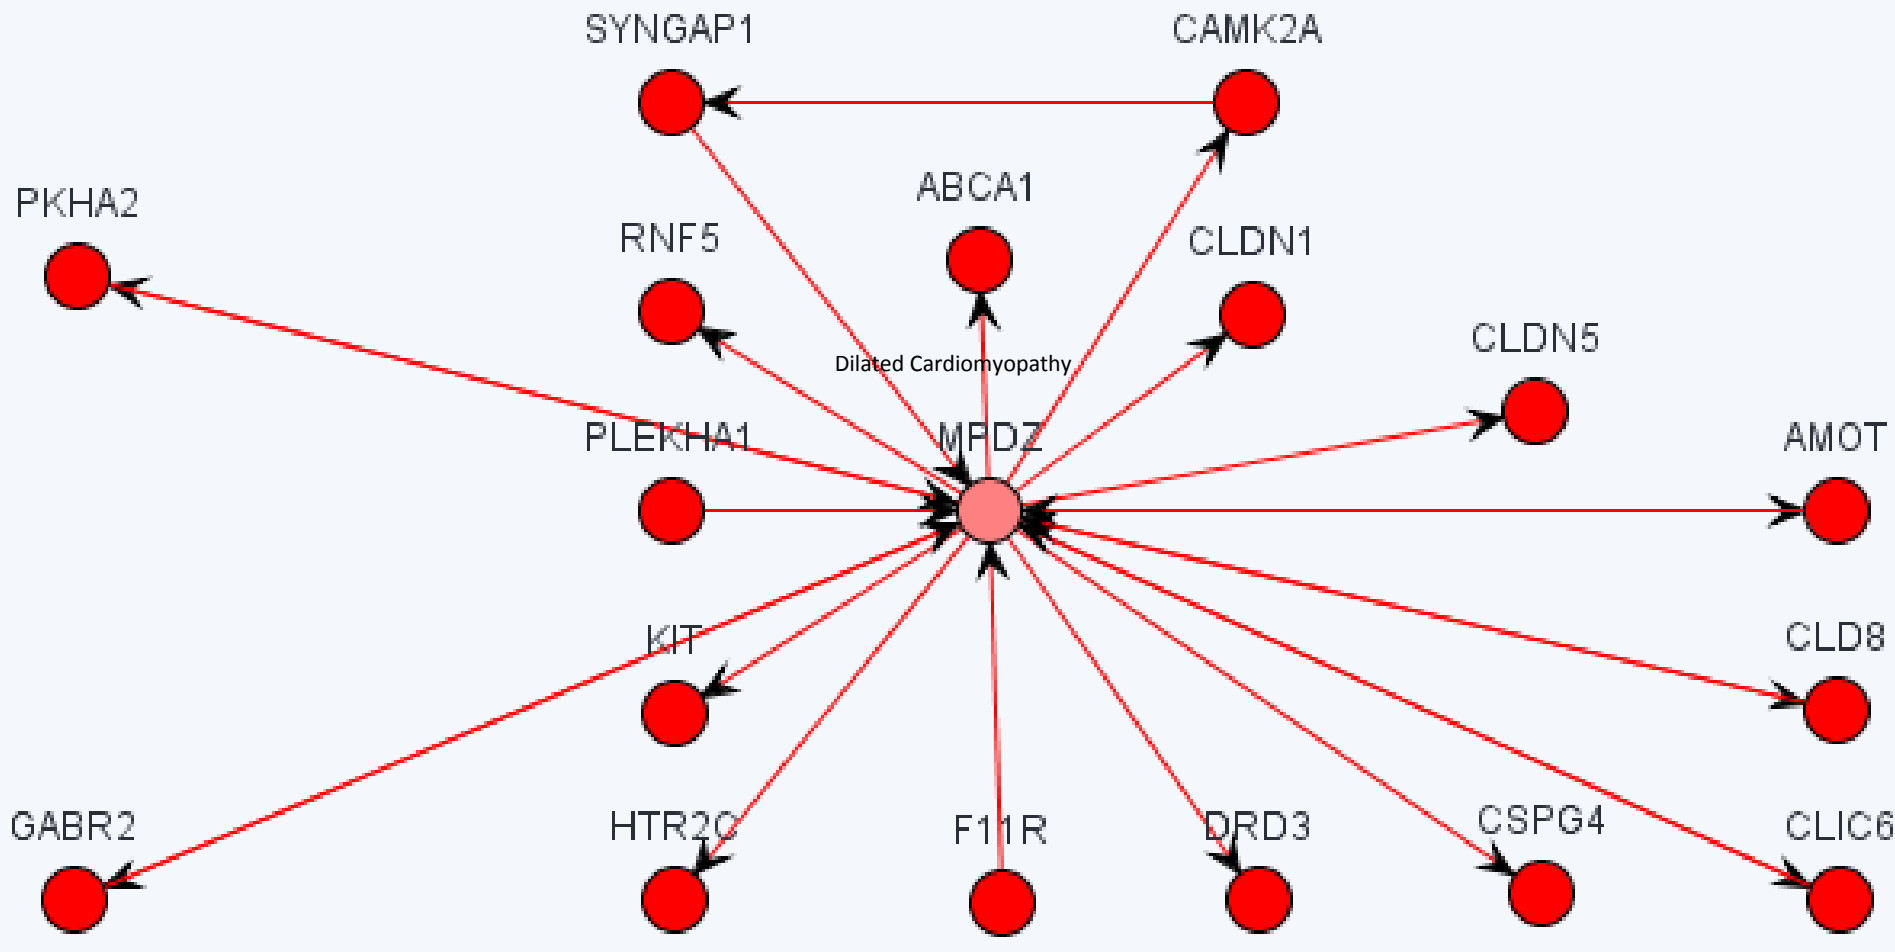 SYNGAP1
CAMK2A
ABCA1
PKHA2
RNF5
CLDN1
CLDN5
Dilated Cardiomyopathy
PLEKHA1
MPDZ
AMOT
KIT
CLD8
GABR2
HTR2C
F11R
DRD3
CSPG4
CLIC6